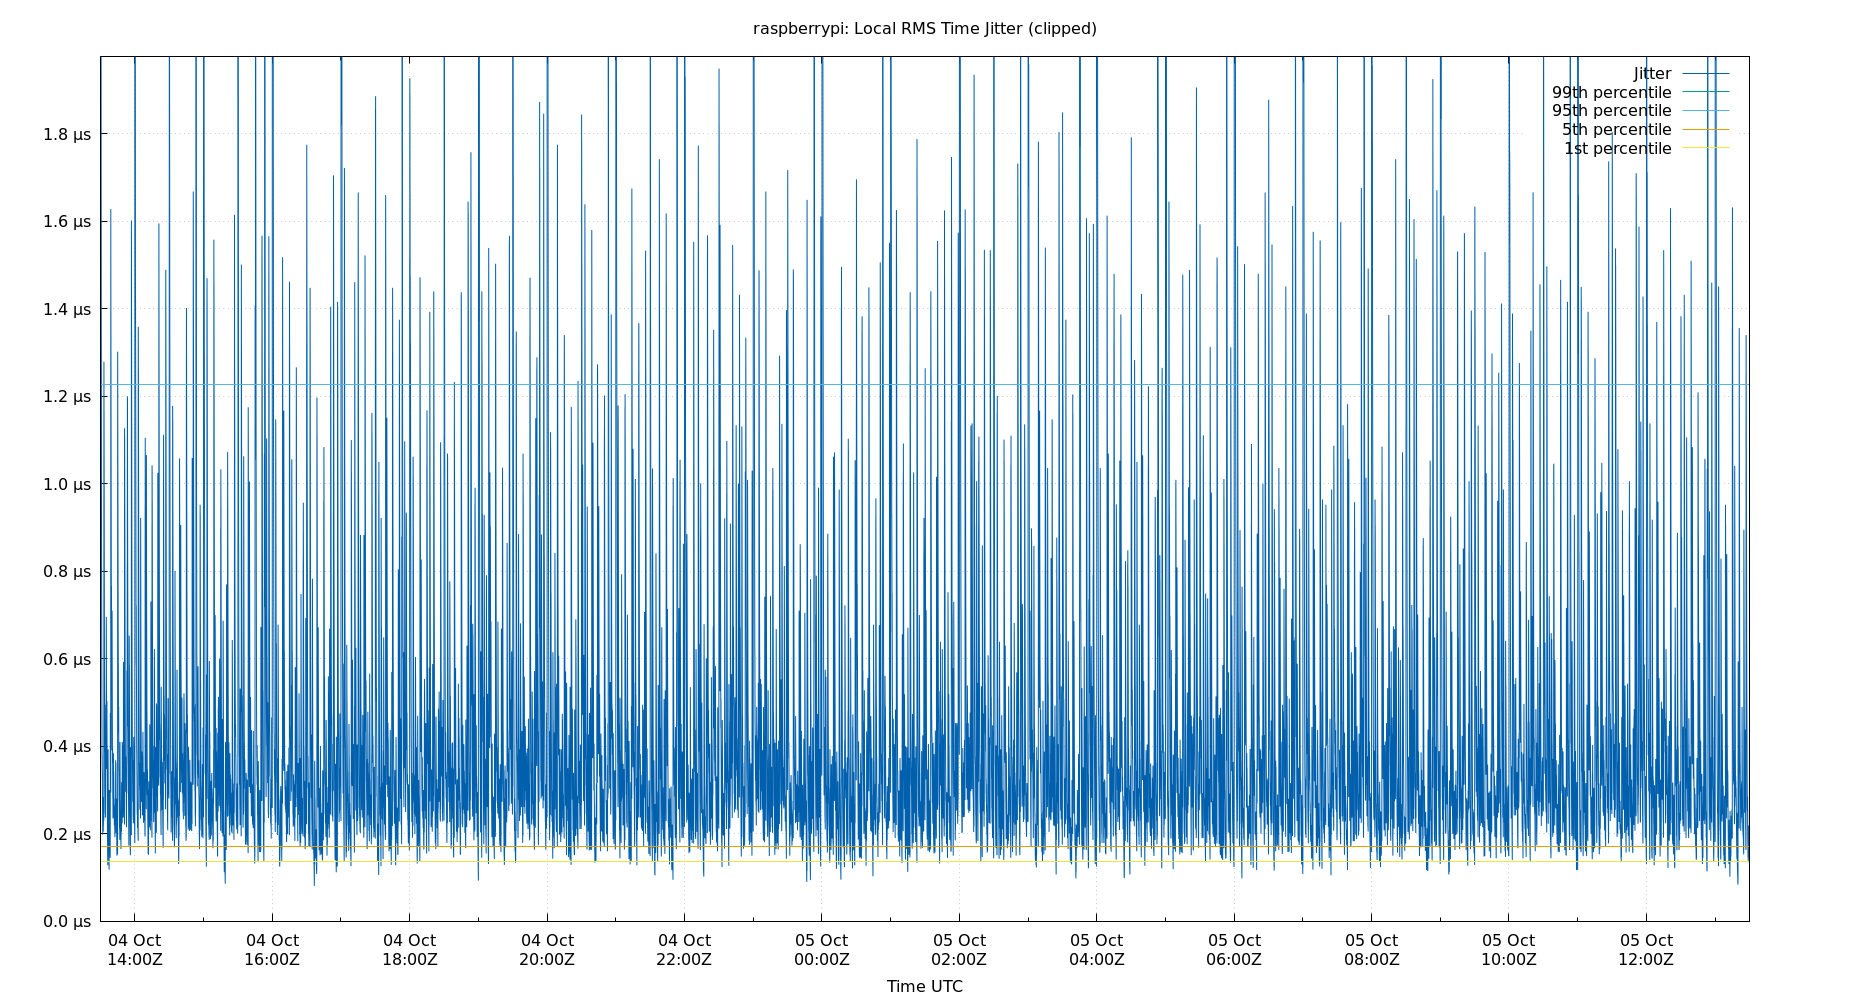 raspberrypi: Local RMS Time Jitter (clipped)
Jitter
99th percentile
95th percentile
5th percentile
1st percentile
1.8 µs
1.6 µs
1.4 µs
1.2 µs
1.0 µs
0.8 µs
0.6 µs
0.4 µs
0.2 µs
0.0 µs
04 Oct 04 Oct 04 Oct 04 Oct 04 Oct 05 Oct 05 Oct 05 Oct 05 Oct 05 Oct 05 Oct 05 Oct
14:00Z 16:00Z 18:00Z 20:00Z 22:00Z 00:00Z 02:00Z 04:00Z 06:00Z 08:00Z 10:00Z 12:00Z
Time UTC